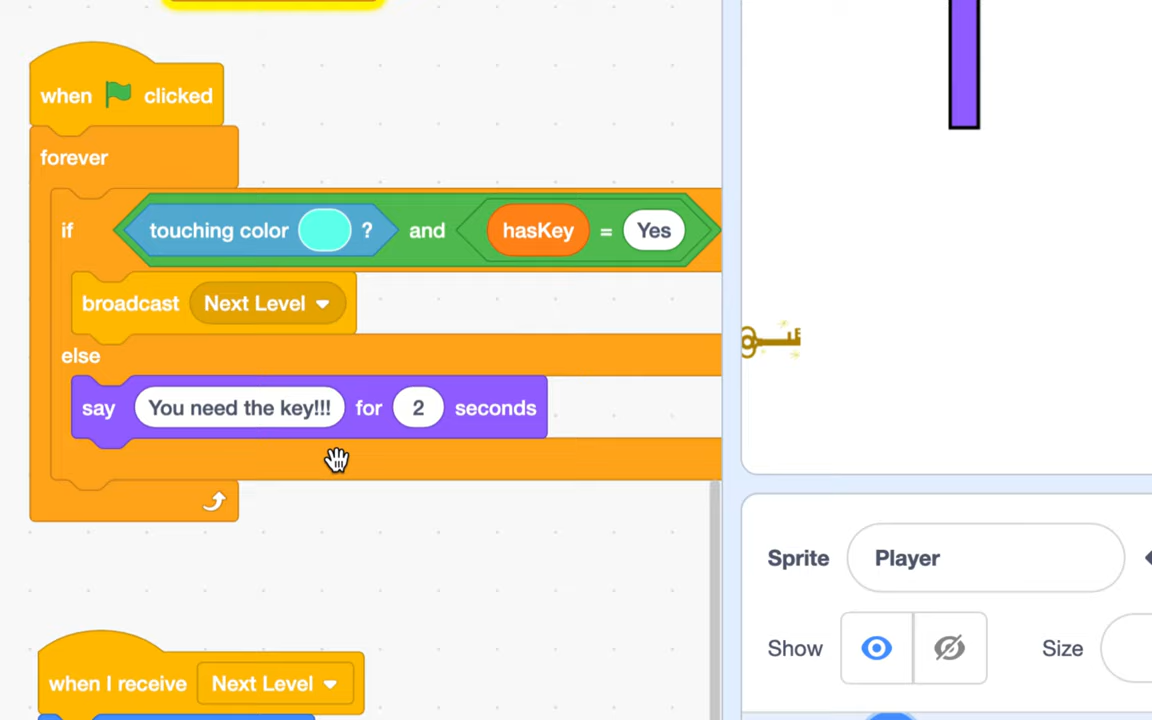 when clicked
forever
if touching color ? and hasKey = Yes
broadcast Next Level
else
say You need the key!!! for 2 seconds
when I receive Next Level
Sprite Player
Show Size